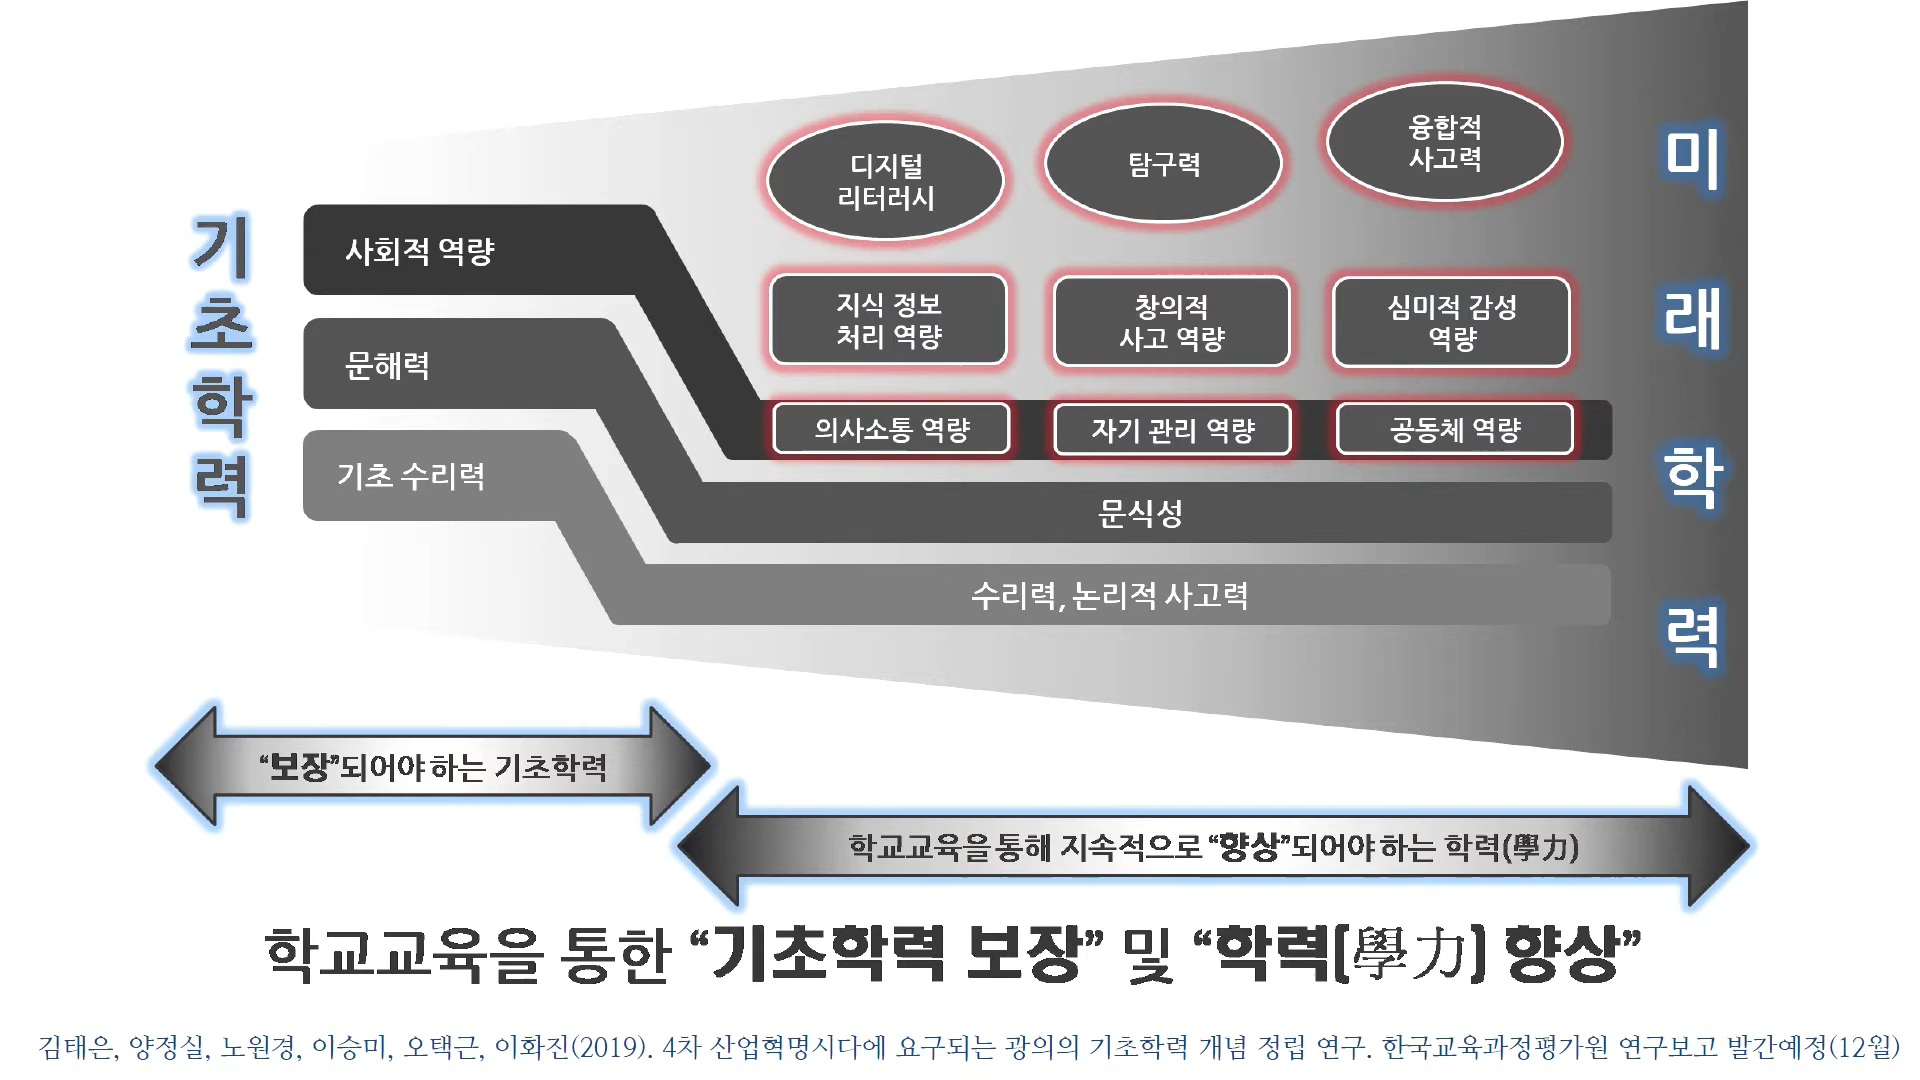 기초학력
사회적 역량
문해력
기초 수리력
디지털
리터러시
탐구력
융합적
사고력
지식 정보
처리 역량
창의적
사고 역량
심미적 감성
역량
의사소통 역량
자기 관리 역량
공동체 역량
문식성
수리력, 논리적 사고력
미래학력
“보장”되어야 하는 기초학력
학교교육을 통해 지속적으로 “향상”되어야 하는 학력(學力)
학교교육을 통한 “기초학력 보장” 및 “학력(學力) 향상”
김태은, 양정실, 노원경, 이승미, 오택근, 이화진(2019). 4차 산업혁명시다에 요구되는 광의의 기초학력 개념 정립 연구. 한국교육과정평가원 연구보고 발간예정(12월)